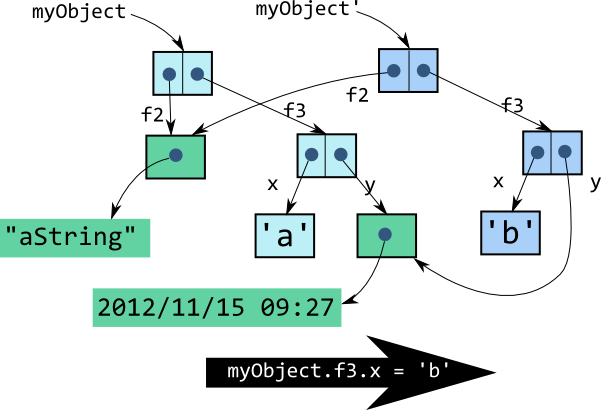 myObject
myObject'
f2
f3
f2
f3
x
y
x
y
"aString"
'a'
'b'
2012/11/15 09:27
myObject.f3.x = 'b'